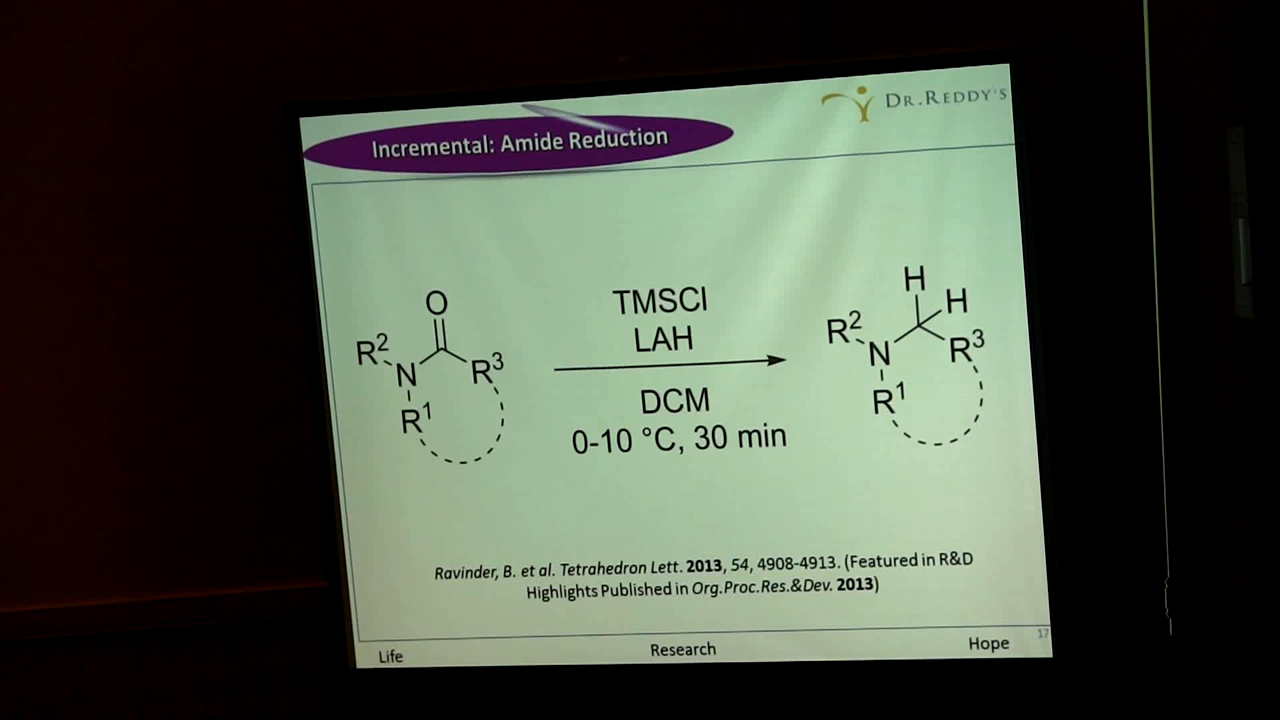 DR.REDDY'S
Incremental: Amide Reduction
O
R² N R³
R¹
TMSCl
LAH
DCM
0-10 °C, 30 min
H
H
R² N R³
R¹
Ravinder, B. et al. Tetrahedron Lett. 2013, 54, 4908-4913. (Featured in R&D
Highlights Published in Org.Proc.Res.&Dev. 2013)
17
Life Research Hope